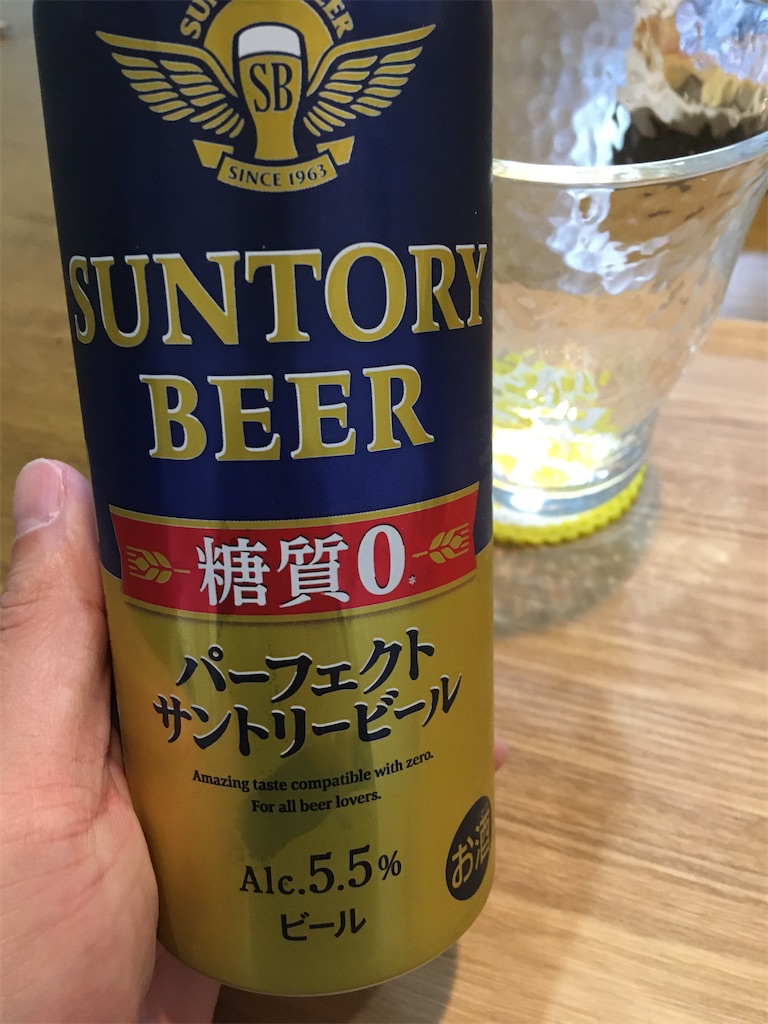 SB
SINCE 1963
SUNTORY
BEER
糖質0*
パーフェクト
サントリービール
Amazing taste compatible with zero.
For all beer lovers.
Alc.5.5%
お酒
ビール